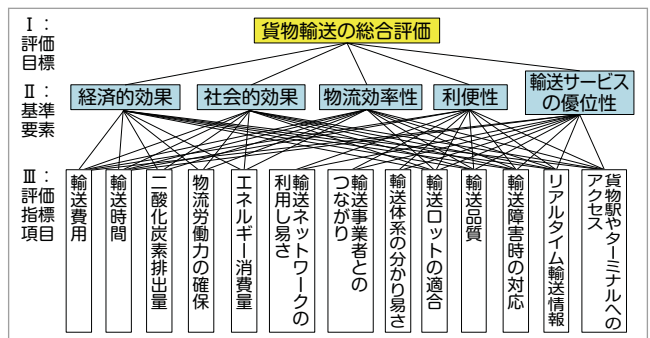 Ⅰ：
評価
目標
貨物輸送の総合評価
Ⅱ：
基準
要素
経済的効果
社会的効果
物流効率性
利便性
輸送サービス
の優位性
Ⅲ：
評価
指標
項目
輸送費用
輸送時間
二酸化炭素排出量
物流労働力の確保
エネルギー消費量
輸送ネットワークの
利用し易さ
輸送事業者との
つながり
輸送体系の分かり易さ
輸送ロットの適合
輸送品質
輸送障害時の対応
リアルタイム輸送情報
貨物駅やターミナルへの
アクセス